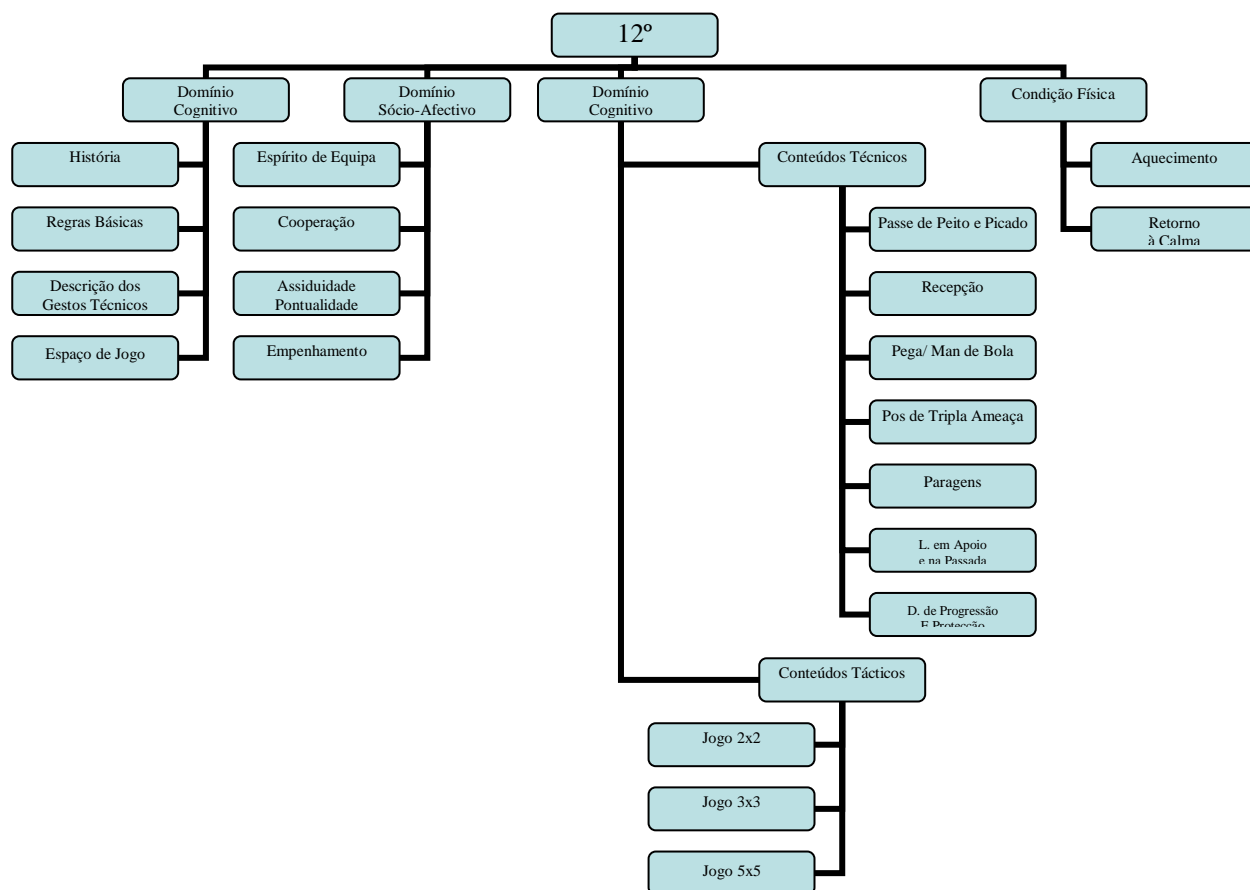 12º
Domínio
Cognitivo
Domínio
Sócio-Afectivo
Domínio
Cognitivo
Condição Física
História
Espírito de Equipa
Conteúdos Técnicos
Aquecimento
Regras Básicas
Cooperação
Passe de Peito e Picado
Retorno
à Calma
Descrição dos
Gestos Técnicos
Assiduidade
Pontualidade
Recepção
Espaço de Jogo
Empenhamento
Pega/ Man de Bola
Pos de Tripla Ameaça
Paragens
L. em Apoio
e na Passada
D. de Progressão
E Protecção
Conteúdos Tácticos
Jogo 2x2
Jogo 3x3
Jogo 5x5